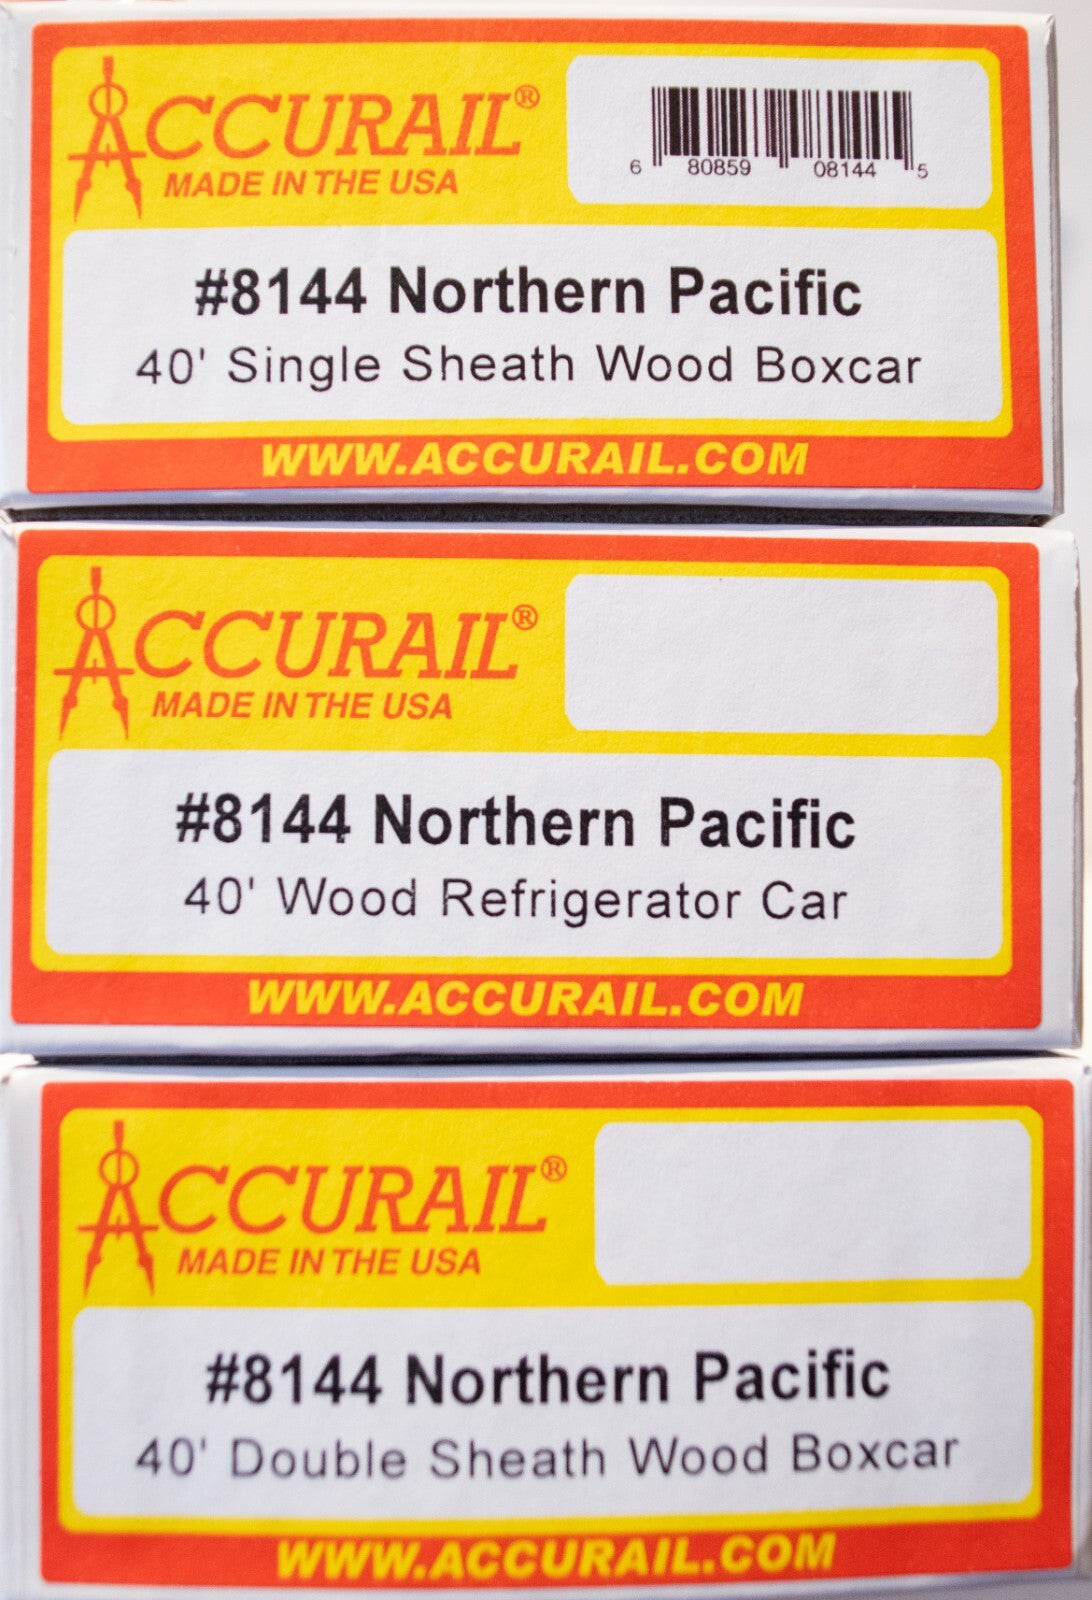 ACCURAIL®
MADE IN THE USA
6 80859 08144 5
#8144 Northern Pacific
40' Single Sheath Wood Boxcar
WWW.ACCURAIL.COM
ACCURAIL®
MADE IN THE USA
#8144 Northern Pacific
40' Wood Refrigerator Car
WWW.ACCURAIL.COM
ACCURAIL®
MADE IN THE USA
#8144 Northern Pacific
40' Double Sheath Wood Boxcar
WWW.ACCURAIL.COM